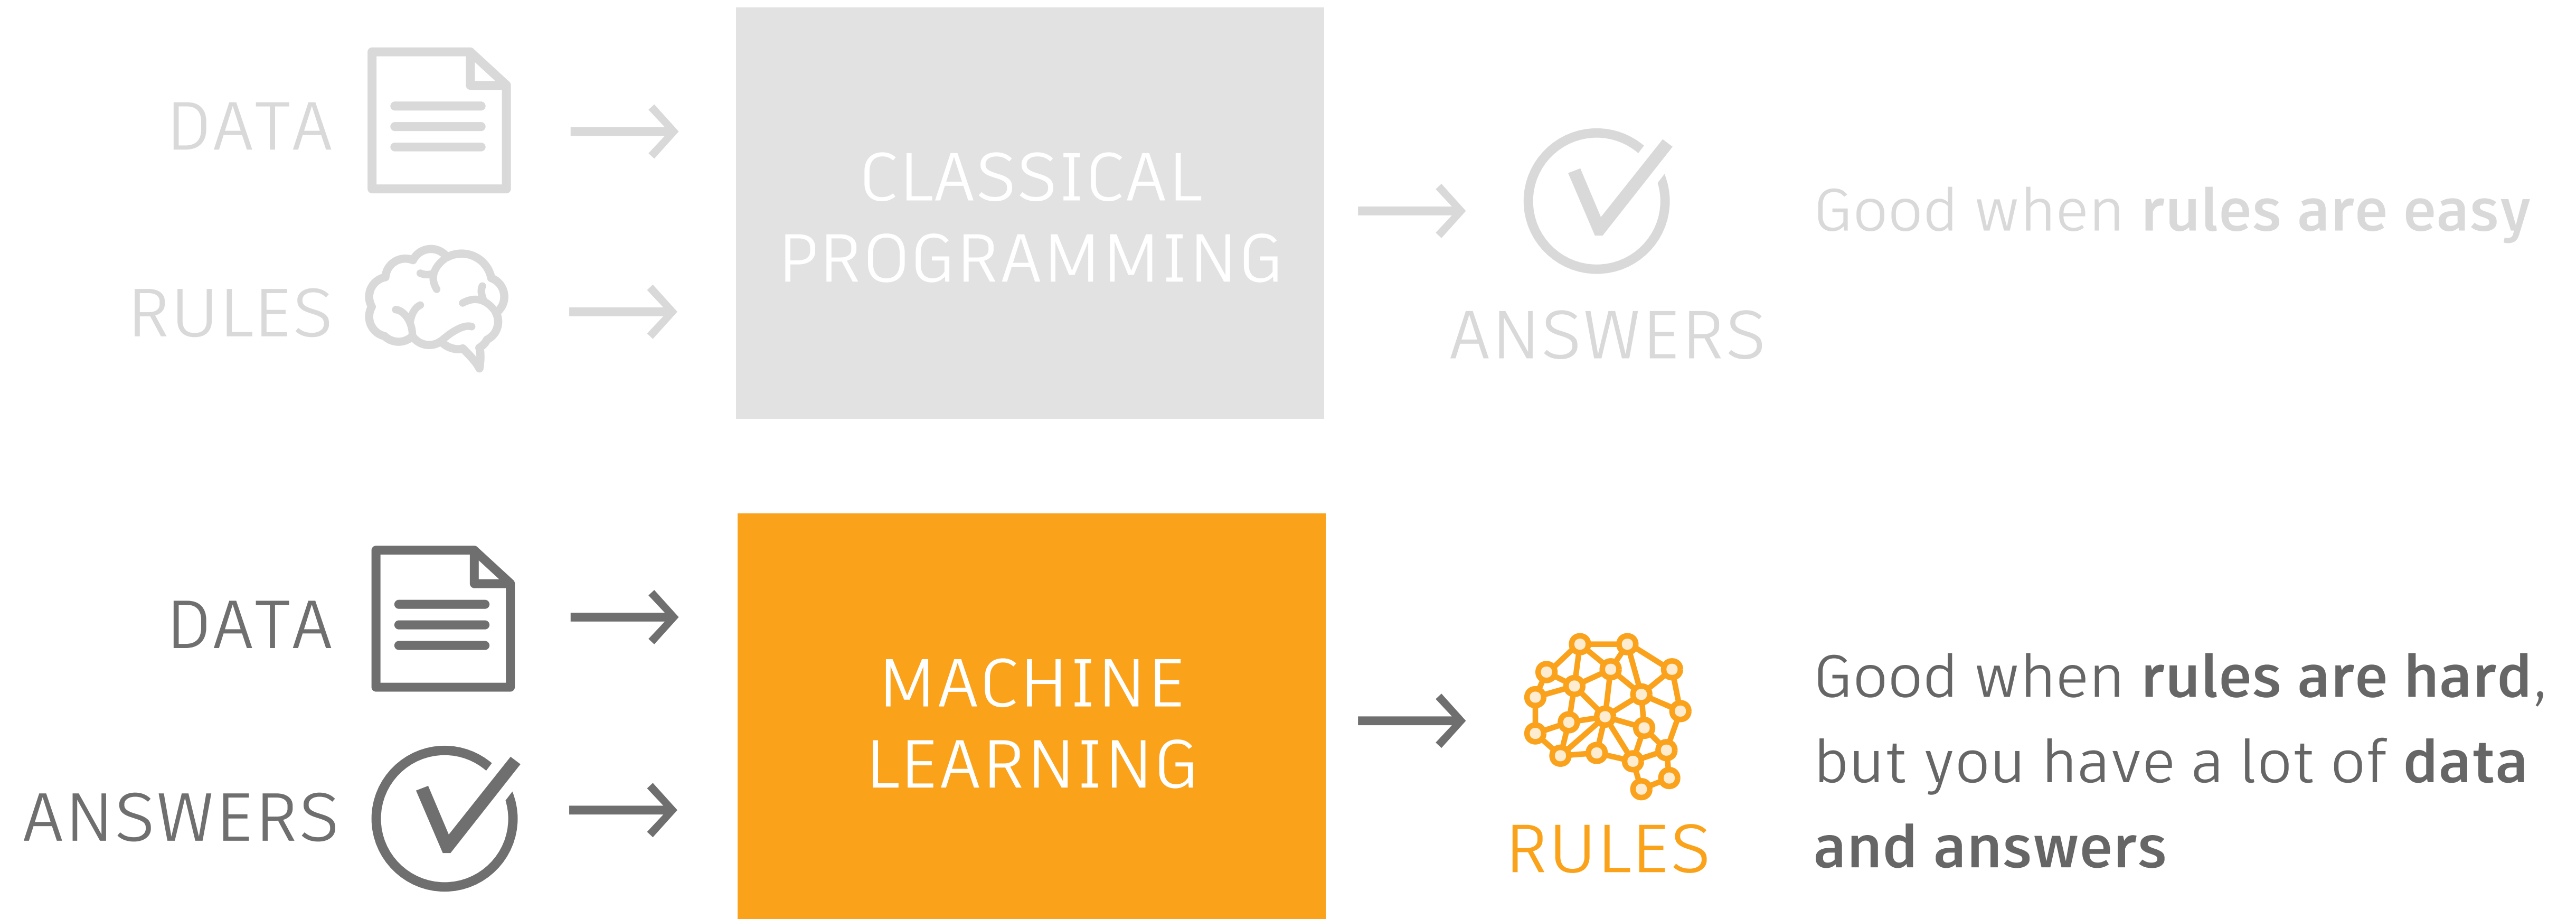 DATA
RULES
CLASSICAL
PROGRAMMING
ANSWERS
Good when rules are easy
DATA
ANSWERS
MACHINE
LEARNING
RULES
Good when rules are hard,
but you have a lot of data
and answers